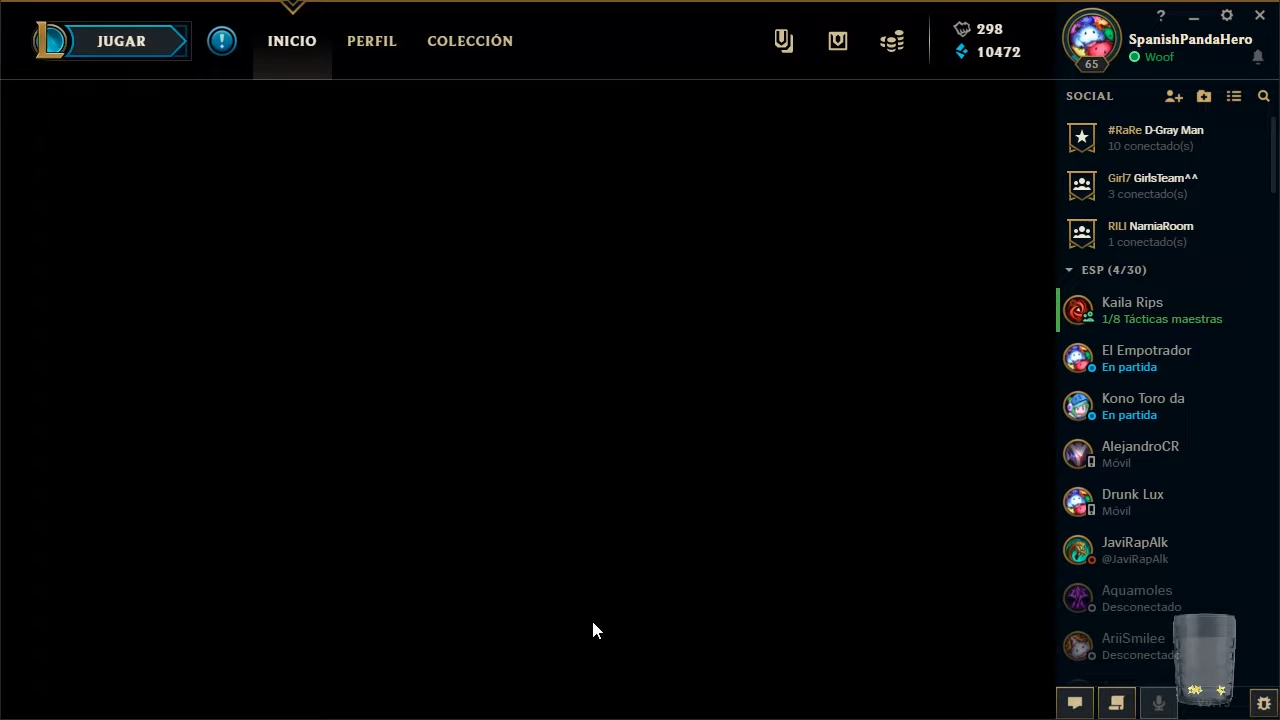 JUGAR
INICIO
PERFIL
COLECCIÓN
298
10472
65
SpanishPandaHero
Woof
SOCIAL
#RaRe D-Gray Man
10 conectado(s)
Girl7 GirlsTeam^^
3 conectado(s)
RILI NarniaRoom
1 conectado(s)
ESP (4/30)
Kaila Rips
1/8 Tácticas maestras
El Empotrador
En partida
Kono Toro da
En partida
AlejandroCR
Móvil
Drunk Lux
Móvil
JaviRapAlk
@JaviRapAlk
Aquamoles
Desconectado
AriiSmilee
Desconectado